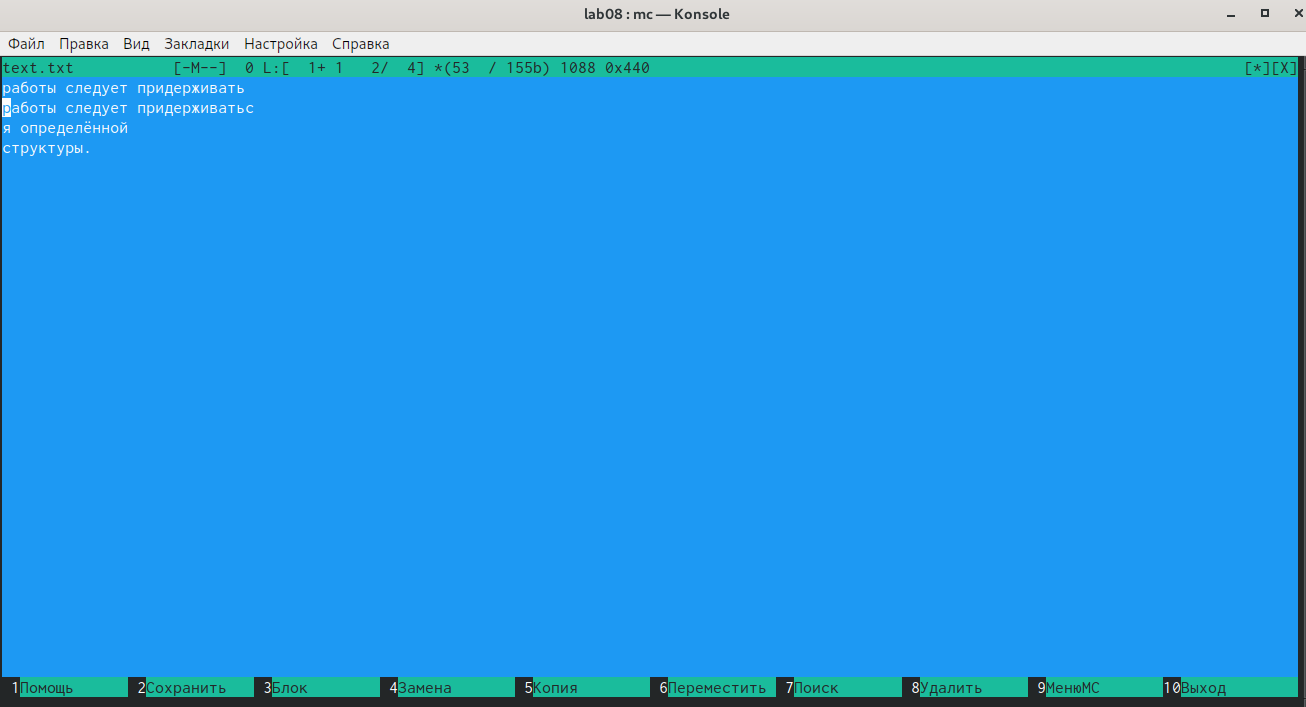 lab08 : mc — Konsole
Файл Правка Вид Закладки Настройка Справка
text.txt [-M--] 0 L:[ 1+ 1 2/ 4] *(53 / 155b) 1088 0x440 [*][X]
работы следует придерживать
работы следует придерживатьс
я определённой
структуры.
1Помощь 2Сохранить 3Блок 4Замена 5Копия 6Переместить 7Поиск 8Удалить 9МенюМС 10Выход